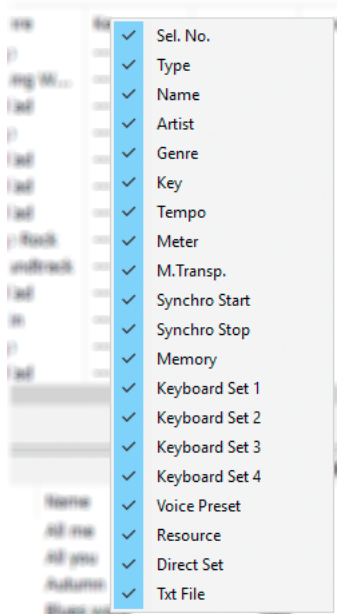 Sel. No.
Type
Name
Artist
Genre
Key
Tempo
Meter
M.Transp.
Synchro Start
Synchro Stop
Memory
Keyboard Set 1
Keyboard Set 2
Keyboard Set 3
Keyboard Set 4
Voice Preset
Resource
Direct Set
Txt File
Name
All me
All you
Autumn